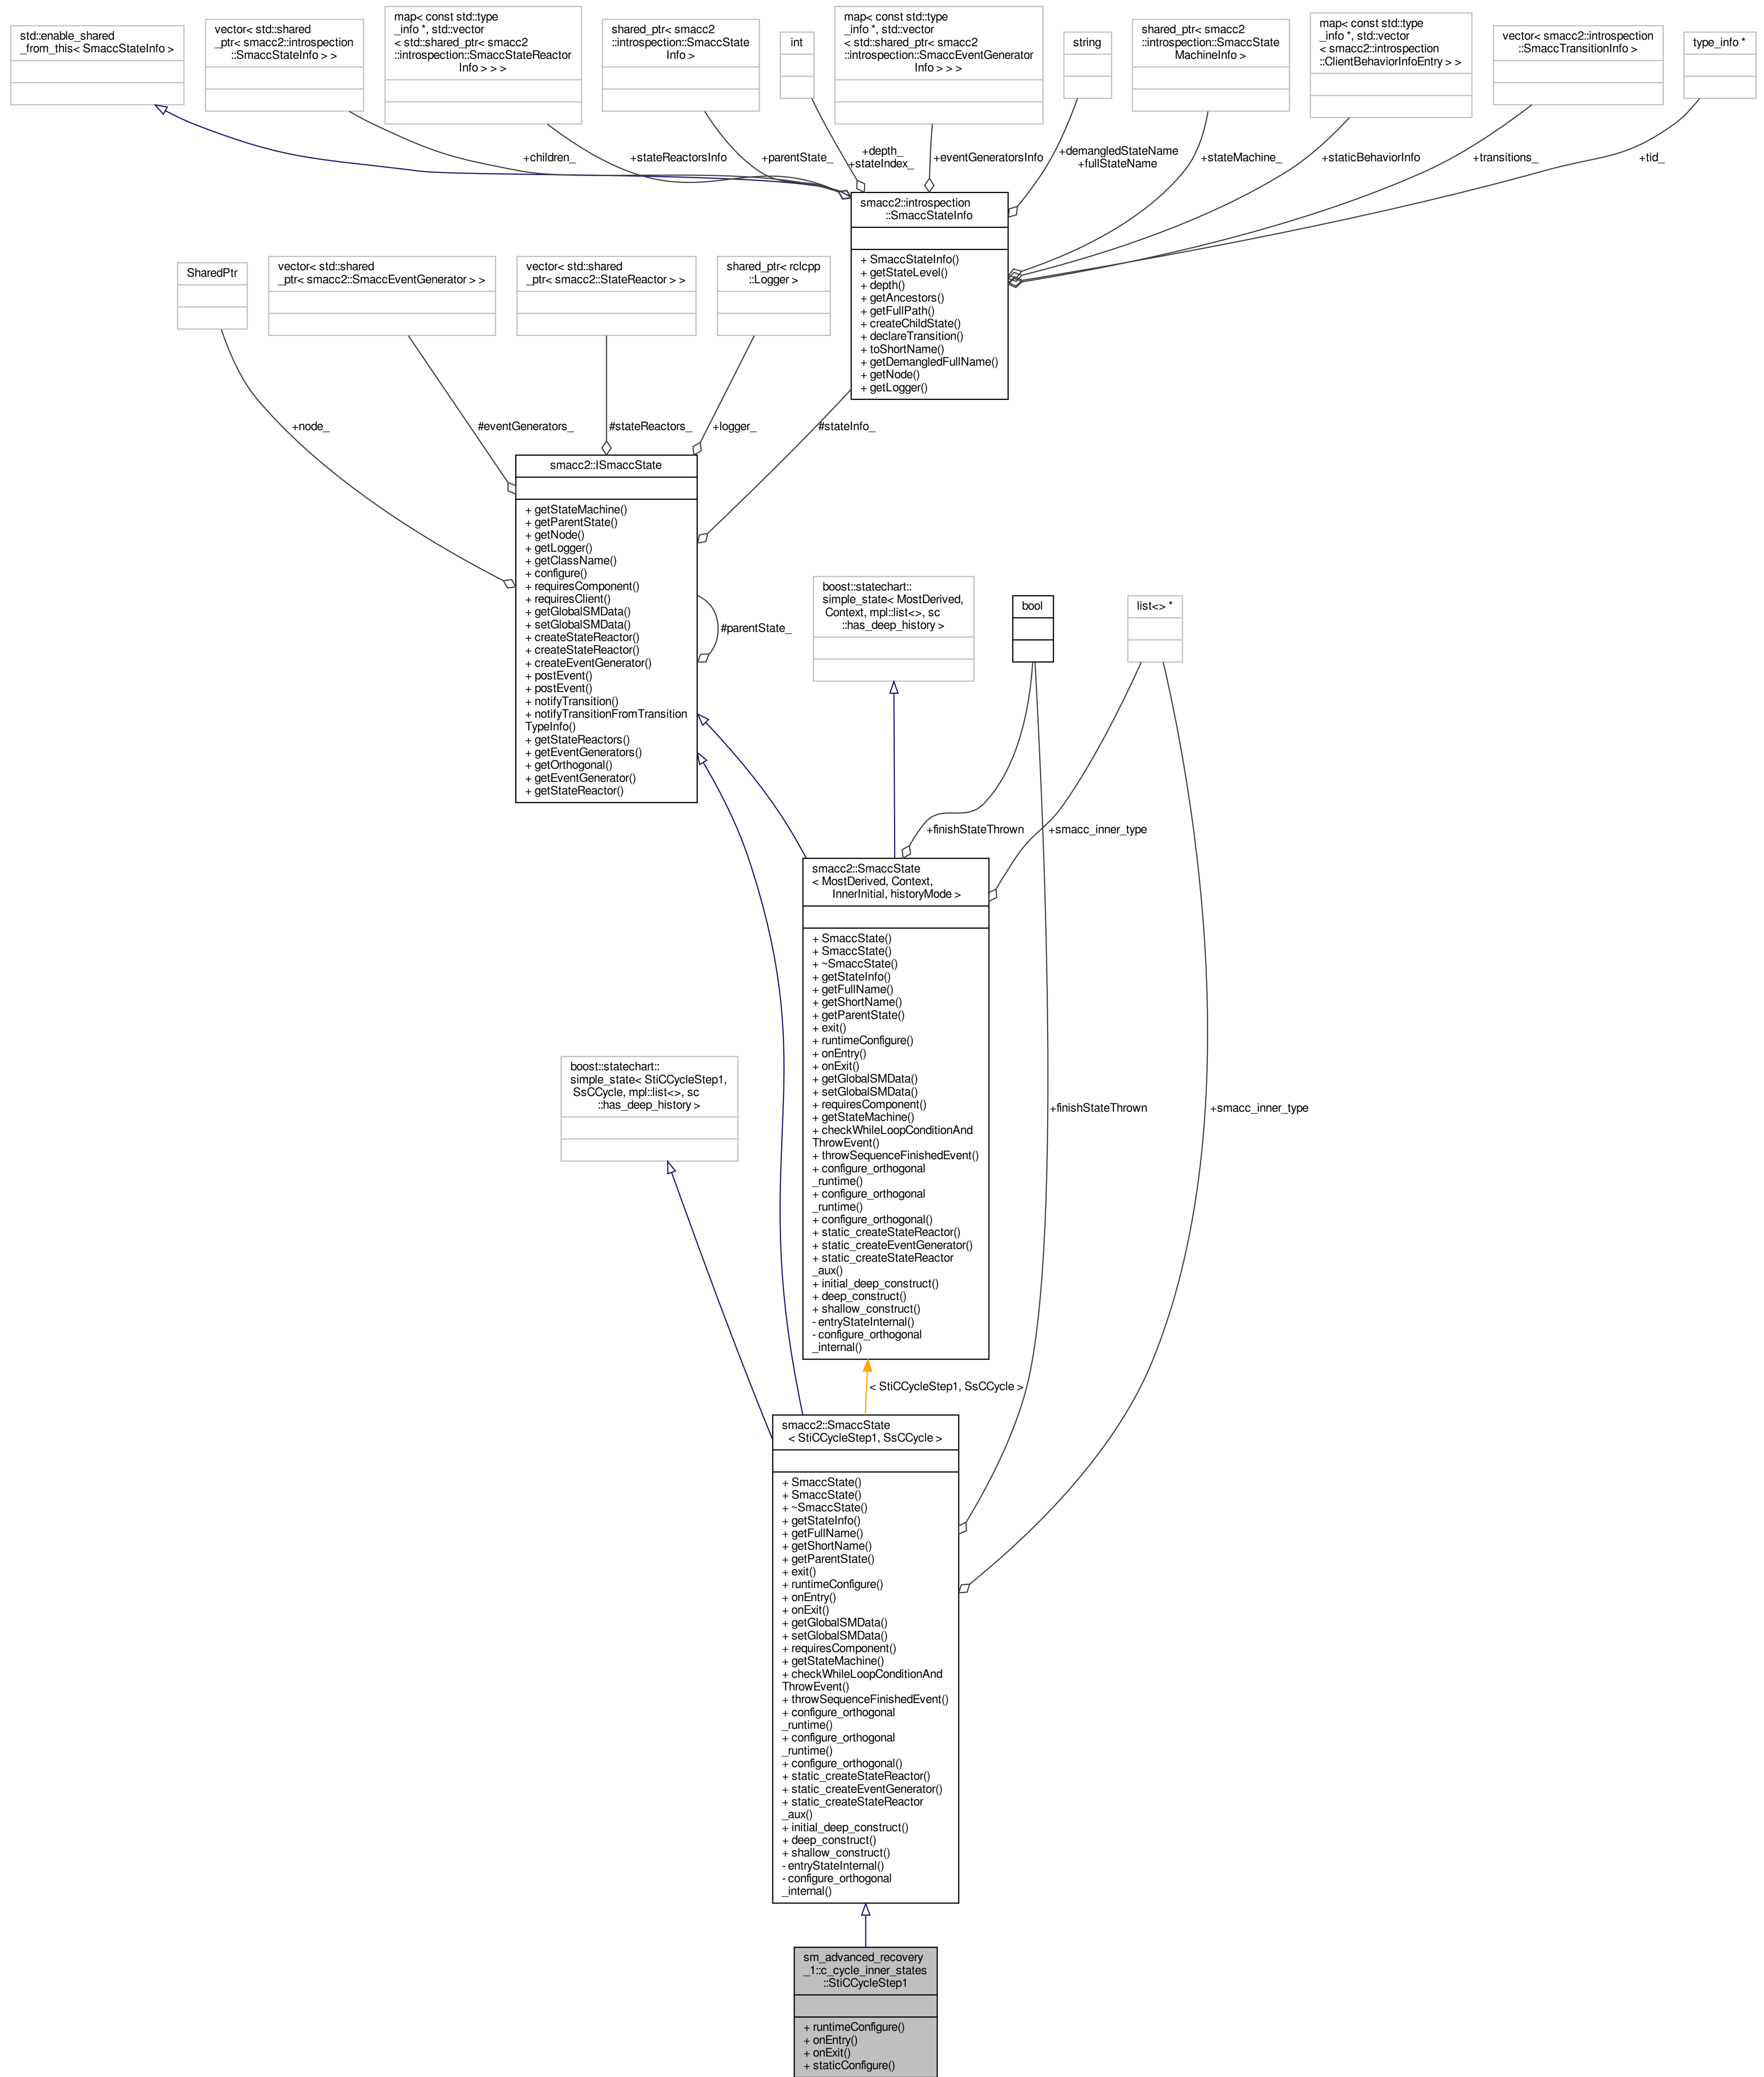 std::enable_shared
_from_this< SmaccStateInfo >
vector< std::shared
_ptr< smacc2::introspection
::SmaccStateInfo > >
map< const std::type
_info *, std::vector
< std::shared_ptr< smacc2
::introspection::SmaccStateReactor
Info > > >
shared_ptr< smacc2
::introspection::SmaccState
Info >
int
map< const std::type
_info *, std::vector
< std::shared_ptr< smacc2
::introspection::SmaccEventGenerator
Info > > >
string
shared_ptr< smacc2
::introspection::SmaccState
MachineInfo >
map< const std::type
_info *, std::vector
< smacc2::introspection
::ClientBehaviorInfoEntry > >
vector< smacc2::introspection
::SmaccTransitionInfo >
type_info *
+children_
+stateReactorsInfo
+parentState_
+depth_
+stateIndex_
+eventGeneratorsInfo
+demangledStateName
+fullStateName
+stateMachine_
+staticBehaviorInfo
+transitions_
+tid_
smacc2::introspection
::SmaccStateInfo
+ SmaccStateInfo()
+ getStateLevel()
+ depth()
+ getAncestors()
+ getFullPath()
+ createChildState()
+ declareTransition()
+ toShortName()
+ getDemangledFullName()
+ getNode()
+ getLogger()
SharedPtr
vector< std::shared
_ptr< smacc2::SmaccEventGenerator > >
vector< std::shared
_ptr< smacc2::StateReactor > >
shared_ptr< rclcpp
::Logger >
+node_
#eventGenerators_
#stateReactors_
+logger_
#stateInfo_
smacc2::ISmaccState
+ getStateMachine()
+ getParentState()
+ getNode()
+ getLogger()
+ getClassName()
+ configure()
+ requiresComponent()
+ requiresClient()
+ getGlobalSMData()
+ setGlobalSMData()
+ createStateReactor()
+ createStateReactor()
+ createEventGenerator()
+ postEvent()
+ postEvent()
+ notifyTransition()
+ notifyTransitionFromTransition
TypeInfo()
+ getStateReactors()
+ getEventGenerators()
+ getOrthogonal()
+ getEventGenerator()
+ getStateReactor()
#parentState_
boost::statechart::
simple_state< MostDerived,
Context, mpl::list<>, sc
::has_deep_history >
bool
list<> *
+finishStateThrown
+smacc_inner_type
smacc2::SmaccState
< MostDerived, Context,
InnerInitial, historyMode >
+ SmaccState()
+ SmaccState()
+ ~SmaccState()
+ getStateInfo()
+ getFullName()
+ getShortName()
+ getParentState()
+ exit()
+ runtimeConfigure()
+ onEntry()
+ onExit()
+ getGlobalSMData()
+ setGlobalSMData()
+ requiresComponent()
+ getStateMachine()
+ checkWhileLoopConditionAnd
ThrowEvent()
+ throwSequenceFinishedEvent()
+ configure_orthogonal
_runtime()
+ configure_orthogonal
_runtime()
+ configure_orthogonal()
+ static_createStateReactor()
+ static_createEventGenerator()
+ static_createStateReactor
_aux()
+ initial_deep_construct()
+ deep_construct()
+ shallow_construct()
- entryStateInternal()
- configure_orthogonal
_internal()
boost::statechart::
simple_state< StiCCycleStep1,
SsCCycle, mpl::list<>, sc
::has_deep_history >
+finishStateThrown
+smacc_inner_type
< StiCCycleStep1, SsCCycle >
smacc2::SmaccState
< StiCCycleStep1, SsCCycle >
+ SmaccState()
+ SmaccState()
+ ~SmaccState()
+ getStateInfo()
+ getFullName()
+ getShortName()
+ getParentState()
+ exit()
+ runtimeConfigure()
+ onEntry()
+ onExit()
+ getGlobalSMData()
+ setGlobalSMData()
+ requiresComponent()
+ getStateMachine()
+ checkWhileLoopConditionAnd
ThrowEvent()
+ throwSequenceFinishedEvent()
+ configure_orthogonal
_runtime()
+ configure_orthogonal
_runtime()
+ configure_orthogonal()
+ static_createStateReactor()
+ static_createEventGenerator()
+ static_createStateReactor
_aux()
+ initial_deep_construct()
+ deep_construct()
+ shallow_construct()
- entryStateInternal()
- configure_orthogonal
_internal()
sm_advanced_recovery
_1::c_cycle_inner_states
::StiCCycleStep1
+ runtimeConfigure()
+ onEntry()
+ onExit()
+ staticConfigure()